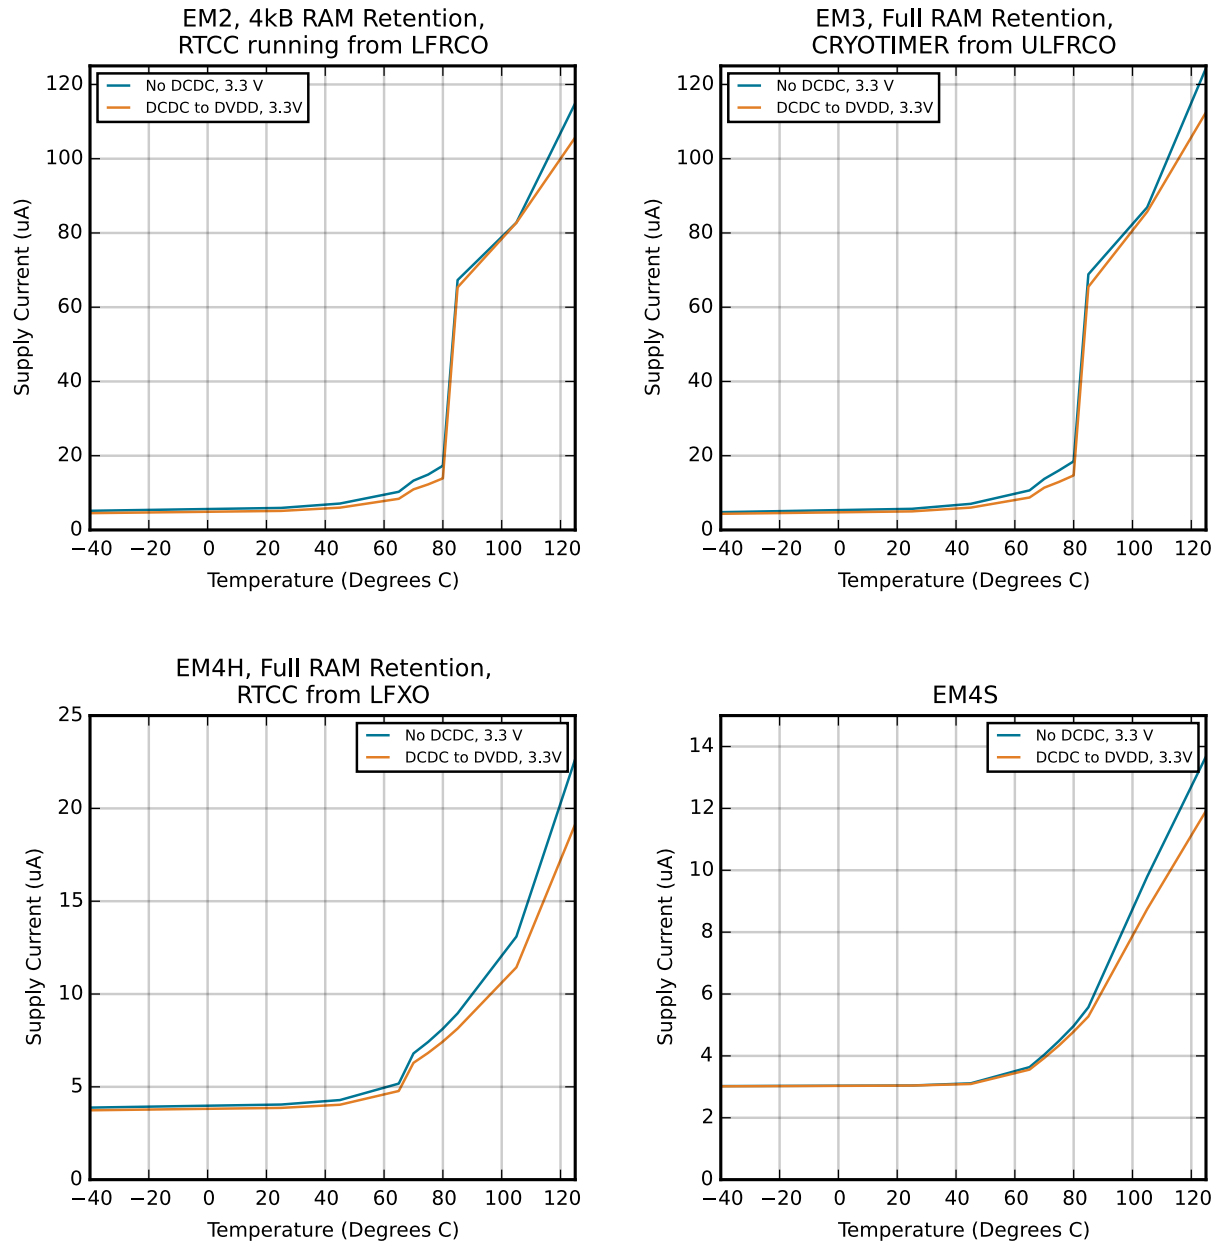 EM2, 4kB RAM Retention,
RTCC running from LFRCO
120
100
80
60
40
20
0
Supply Current (uA)
No DCDC, 3.3 V
DCDC to DVDD, 3.3V
−40 −20 0 20 40 60 80 100 120
Temperature (Degrees C)
EM3, Full RAM Retention,
CRYOTIMER from ULFRCO
120
100
80
60
40
20
0
Supply Current (uA)
No DCDC, 3.3 V
DCDC to DVDD, 3.3V
−40 −20 0 20 40 60 80 100 120
Temperature (Degrees C)
EM4H, Full RAM Retention,
RTCC from LFXO
25
20
15
10
5
0
Supply Current (uA)
No DCDC, 3.3 V
DCDC to DVDD, 3.3V
−40 −20 0 20 40 60 80 100 120
Temperature (Degrees C)
EM4S
14
12
10
8
6
4
2
0
Supply Current (uA)
No DCDC, 3.3 V
DCDC to DVDD, 3.3V
−40 −20 0 20 40 60 80 100 120
Temperature (Degrees C)